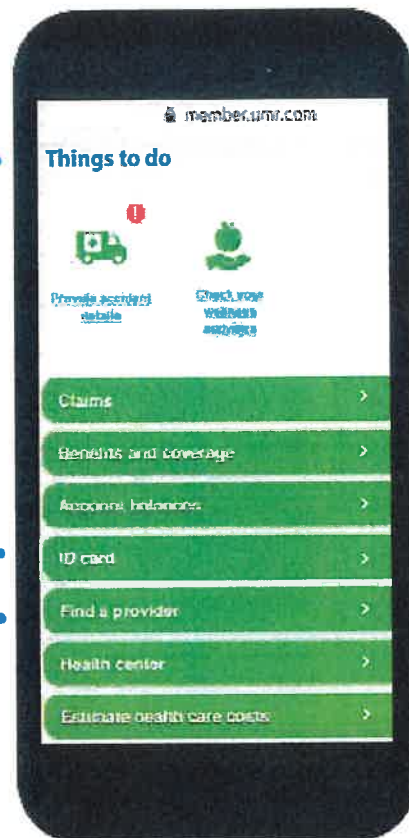 member.umr.com
Things to do
!
Provide accident details
Check your wellness activities
Claims
Benefits and coverage
Account balances
ID card
Find a provider
Health center
Estimate health care costs